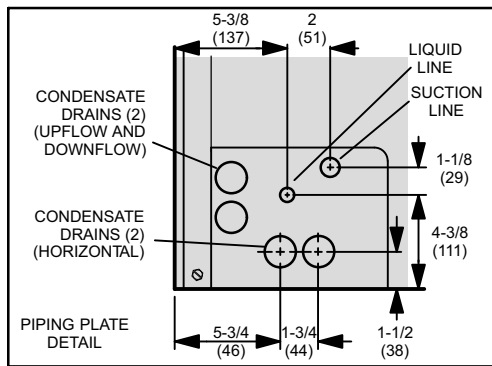 5-3/8
(137)
2
(51)
LIQUID
LINE
SUCTION
LINE
CONDENSATE
DRAINS (2)
(UPFLOW AND
DOWNFLOW)
1-1/8
(29)
CONDENSATE
DRAINS (2)
(HORIZONTAL)
4-3/8
(111)
PIPING PLATE
DETAIL
5-3/4
(46)
1-3/4
(44)
1-1/2
(38)